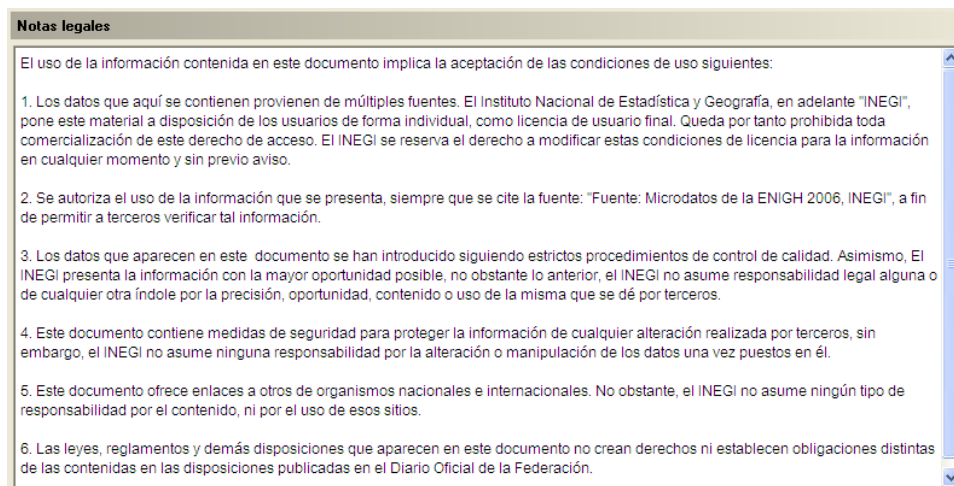 Notas legales
El uso de la información contenida en este documento implica la aceptación de las condiciones de uso siguientes:
1. Los datos que aquí se contienen provienen de múltiples fuentes. El Instituto Nacional de Estadística y Geografía, en adelante "INEGI",
pone este material a disposición de los usuarios de forma individual, como licencia de usuario final. Queda por tanto prohibida toda
comercialización de este derecho de acceso. El INEGI se reserva el derecho a modificar estas condiciones de licencia para la información
en cualquier momento y sin previo aviso.
2. Se autoriza el uso de la información que se presenta, siempre que se cite la fuente: "Fuente: Microdatos de la ENIGH 2006, INEGI", a fin
de permitir a terceros verificar tal información.
3. Los datos que aparecen en este  documento se han introducido siguiendo estrictos procedimientos de control de calidad. Asimismo, El
INEGI presenta la información con la mayor oportunidad posible, no obstante lo anterior, el INEGI no asume responsabilidad legal alguna o
de cualquier otra índole por la precisión, oportunidad, contenido o uso de la misma que se dé por terceros.
4. Este documento contiene medidas de seguridad para proteger la información de cualquier alteración realizada por terceros, sin
embargo, el INEGI no asume ninguna responsabilidad por la alteración o manipulación de los datos una vez puestos en él.
5. Este documento ofrece enlaces a otros de organismos nacionales e internacionales. No obstante, el INEGI no asume ningún tipo de
responsabilidad por el contenido, ni por el uso de esos sitios.
6. Las leyes, reglamentos y demás disposiciones que aparecen en este documento no crean derechos ni establecen obligaciones distintas
de las contenidas en las disposiciones publicadas en el Diario Oficial de la Federación.